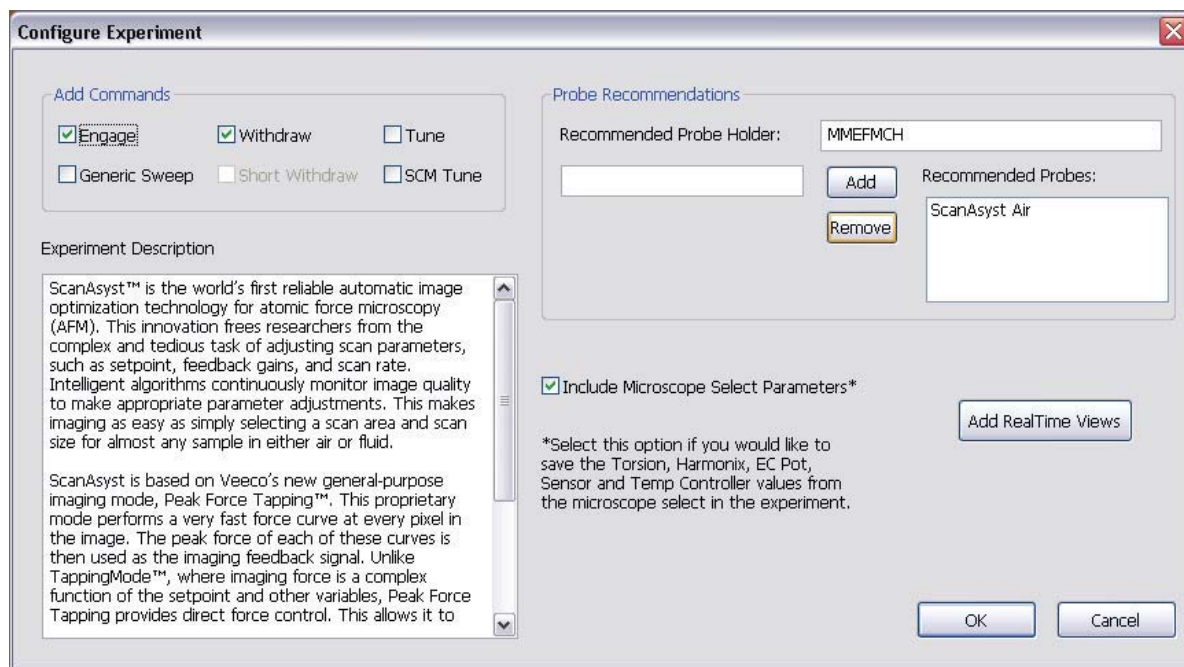 Configure Experiment
Add Commands
Engage
Withdraw
Tune
Generic Sweep
Short Withdraw
SCM Tune
Experiment Description
ScanAsyst™ is the world's first reliable automatic image
optimization technology for atomic force microscopy
(AFM). This innovation frees researchers from the
complex and tedious task of adjusting scan parameters,
such as setpoint, feedback gains, and scan rate.
Intelligent algorithms continuously monitor image quality
to make appropriate parameter adjustments. This makes
imaging as easy as simply selecting a scan area and scan
size for almost any sample in either air or fluid.
ScanAsyst is based on Veeco's new general-purpose
imaging mode, Peak Force Tapping™. This proprietary
mode performs a very fast force curve at every pixel in
the image. The peak force of each of these curves is
then used as the imaging feedback signal. Unlike
TappingMode™, where imaging force is a complex
function of the setpoint and other variables, Peak Force
Tapping provides direct force control. This allows it to
Probe Recommendations
Recommended Probe Holder:
MMEFMCH
Add
Remove
Recommended Probes:
ScanAsyst Air
Include Microscope Select Parameters*
*Select this option if you would like to
save the Torsion, Harmonix, EC Pot,
Sensor and Temp Controller values from
the microscope select in the experiment.
Add RealTime Views
OK
Cancel